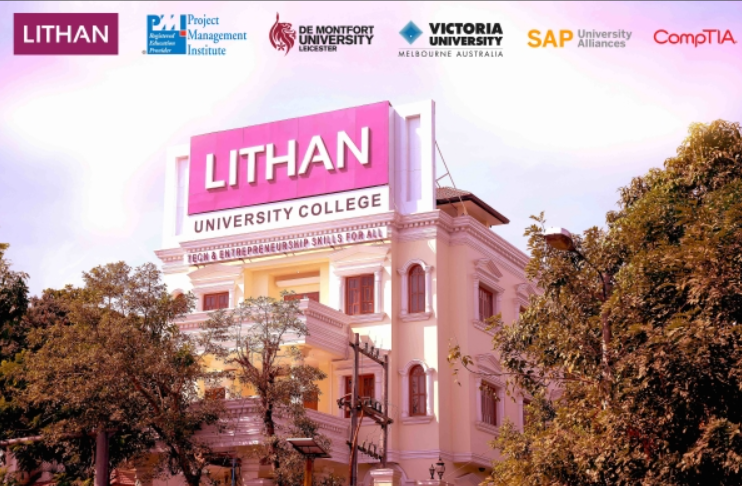 LITHAN
PMI Project
Management
Institute
Registered
Education
Provider
DE MONTFORT
UNIVERSITY
LEICESTER
VICTORIA
UNIVERSITY
MELBOURNE AUSTRALIA
SAP University
Alliances
CompTIA
LITHAN
UNIVERSITY COLLEGE
TECH & ENTREPRENEURSHIP SKILLS FOR ALL